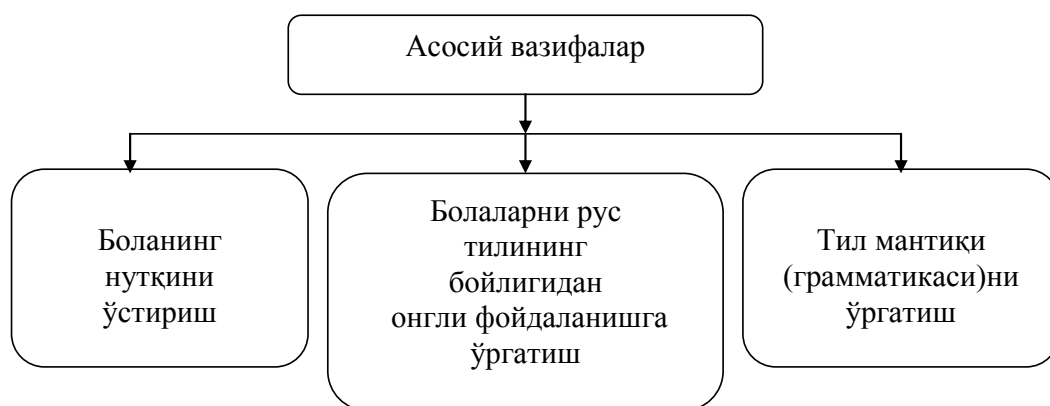 Асосий вазифалар
Боланинг
нутқини
ўстириш
Болаларни рус
тилининг
бойлигидан
онгли фойдаланишга
ўргатиш
Тил мантиқи
(грамматикаси)ни
ўргатиш